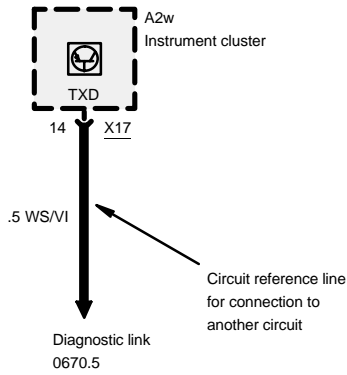 A2w
Instrument cluster
TXD
14 X17
.5 WS/VI
Circuit reference line
for connection to
another circuit
Diagnostic link
0670.5